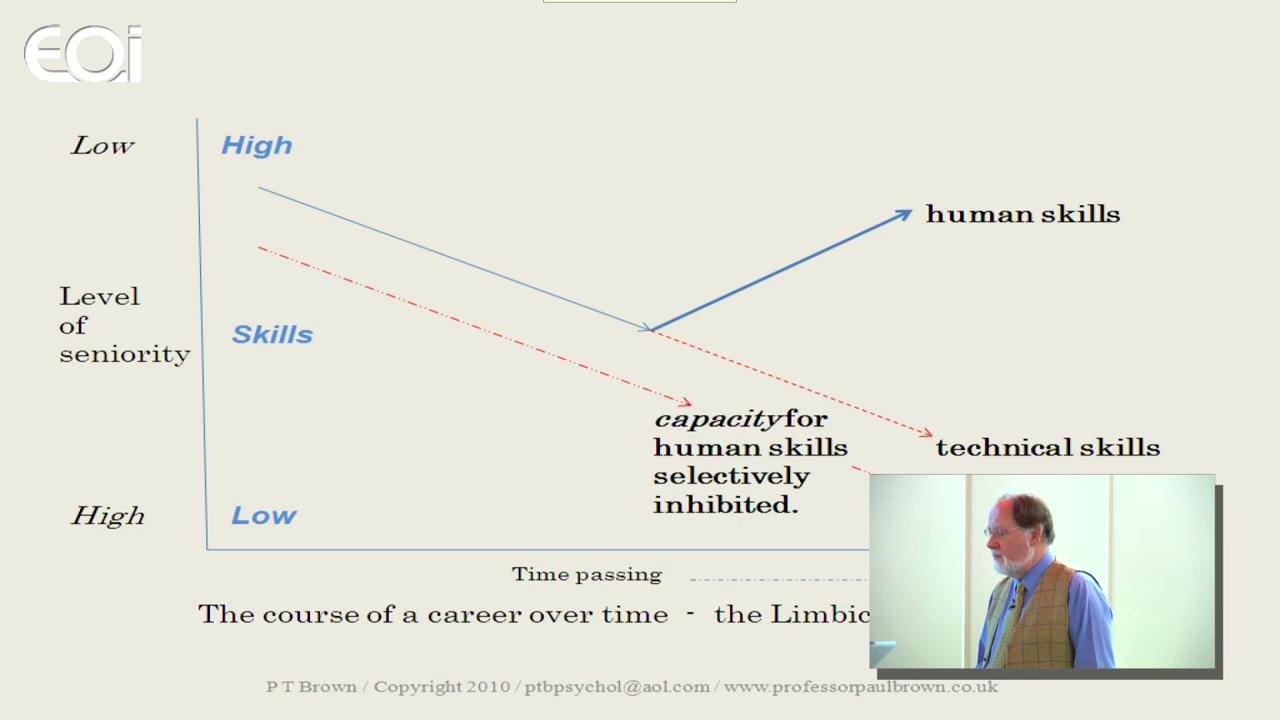 EQi
Low
High
human skills
Level
of
seniority
Skills
capacity for
human skills
selectively
inhibited.
technical skills
High
Low
Time passing
The course of a career over time - the Limbic
P T Brown / Copyright 2010 / ptbpsychol@aol.com / www.professorpaulbrown.co.uk